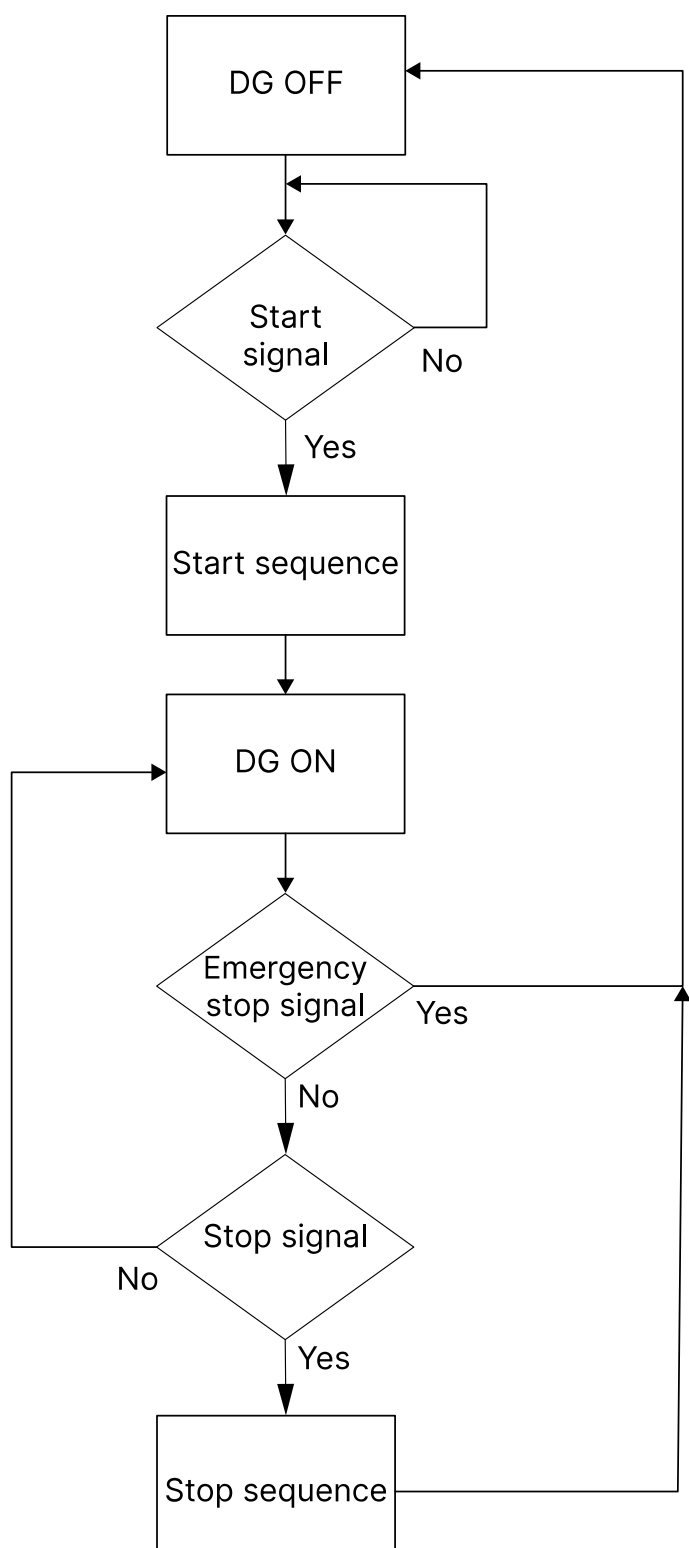 DG OFF
Start
signal
No
Yes
Start sequence
DG ON
Emergency
stop signal
Yes
No
Stop signal
No
Yes
Stop sequence